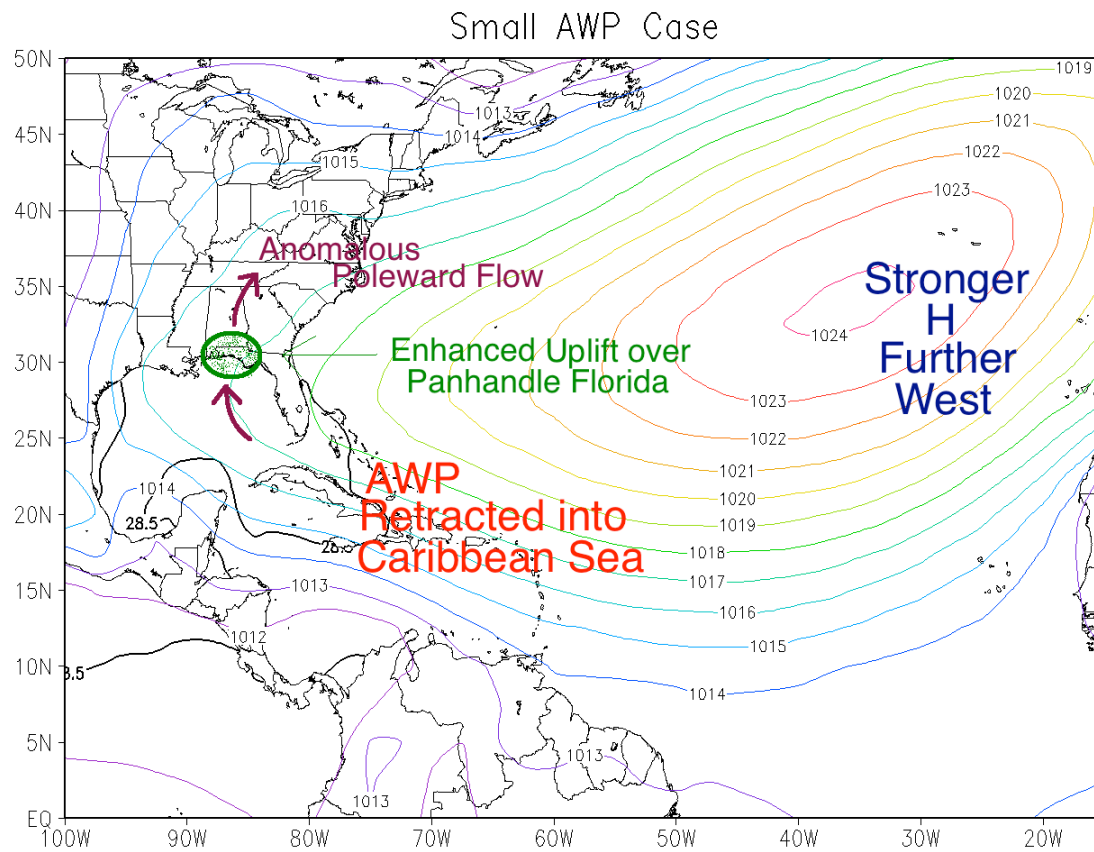 Small AWP Case
50N
1019
1020
1013
45N
1014
1021
1015
1022
1023
40N
1016
Anomalous
Poleward Flow
35N
Stronger
H
Further
West
1024
30N
Enhanced Uplift over
Panhandle Florida
1023
1022
25N
1021
AWP
Retracted into
Caribbean Sea
1014
1020
20N
28.5
1019
1018
1017
15N
1013
1016
1012
1015
10N
8.5
1014
5N
1013
1013
EQ
100W
90W
80W
70W
60W
50W
40W
30W
20W